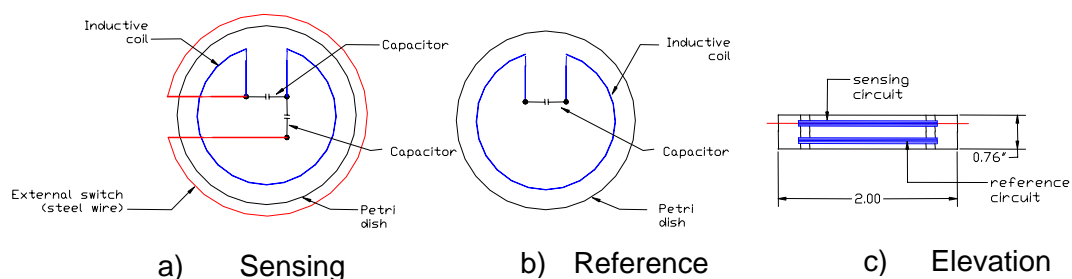 Inductive
coil
Capacitor
Capacitor
External switch
(steel wire)
Petri
dish
a) Sensing
Inductive
coil
Capacitor
Petri
dish
b) Reference
sensing
circuit
0.76"
reference
circuit
2.00
c) Elevation